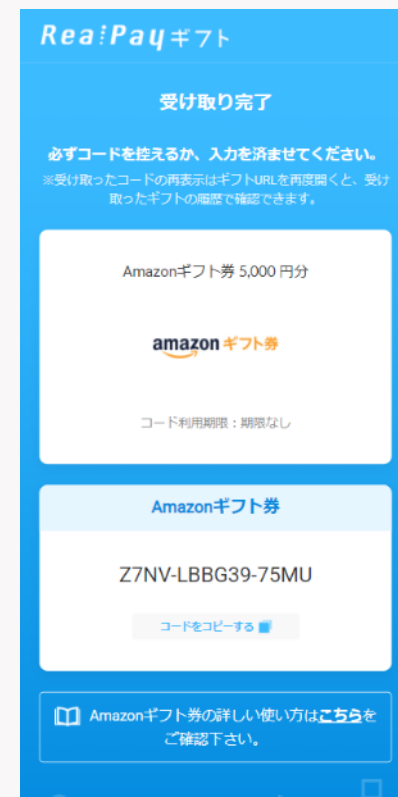 RealPayギフト
受け取り完了
必ずコードを控えるか、入力を済ませてください。
※受け取ったコードの再表示はギフトURLを再度開くと、受け
取ったギフトの履歴で確認できます。
Amazonギフト券 5,000 円分
amazon ギフト券
コード利用期限：期限なし
Amazonギフト券
Z7NV-LBBG39-75MU
コードをコピーする
Amazonギフト券の詳しい使い方はこちらを
ご確認下さい。